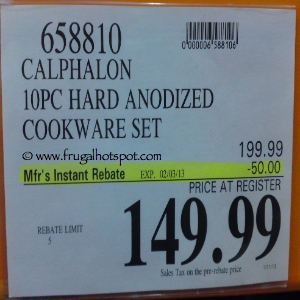 658810
0000006588106
CALPHALON
10PC HARD ANODIZED
COOKWARE SET
www.frugalhotspot.com
199.99
Mfr's Instant Rebate EXP. 02/03/13 -50.00
PRICE AT REGISTER
149.99
REBATE LIMIT
5
Sales Tax on the pre-rebate price